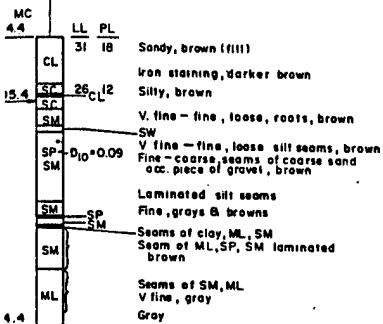 MC
4.4
LL PL
31 18
Sandy, brown (fill)
CL
Iron staining, darker brown
SC
26 12
CL
Silty, brown
15.4
SC
SM
V. fine – fine, loose, roots, brown
SW
V fine – fine, loose silt seams, brown
SP
SM
D10=0.09
Fine – coarse, seams of coarse sand
acc. piece of gravel, brown
Laminated silt seams
SM
SP
Fine, grays & browns
SM
Seams of clay, ML, SM
SM
Seam of ML, SP, SM laminated
brown
ML
Seams of SM, ML
V fine, gray
4.4
Gray